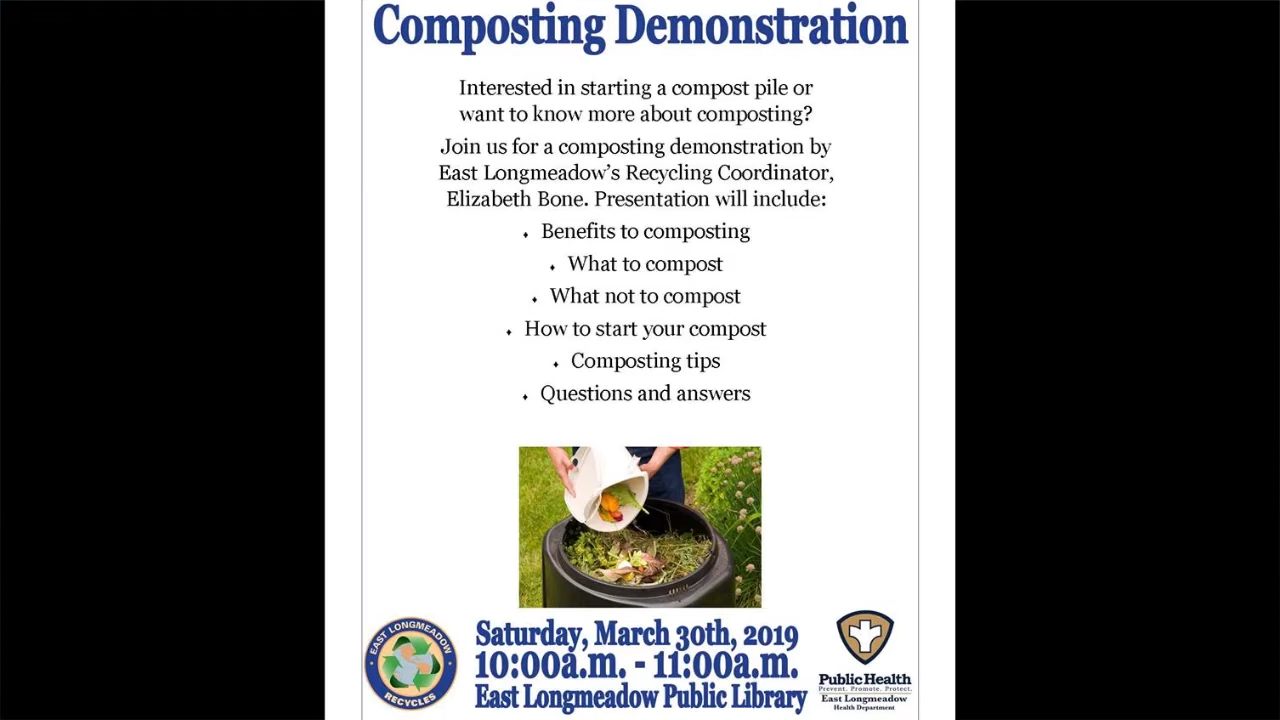 Composting Demonstration
Interested in starting a compost pile or
want to know more about composting?
Join us for a composting demonstration by
East Longmeadow's Recycling Coordinator,
Elizabeth Bone. Presentation will include:
⬧ Benefits to composting
⬧ What to compost
⬧ What not to compost
⬧ How to start your compost
⬧ Composting tips
⬧ Questions and answers
EAST LONGMEADOW
RECYCLES
Saturday, March 30th, 2019
10:00a.m. - 11:00a.m.
East Longmeadow Public Library
Public Health
Prevent. Promote. Protect.
East Longmeadow
Health Department